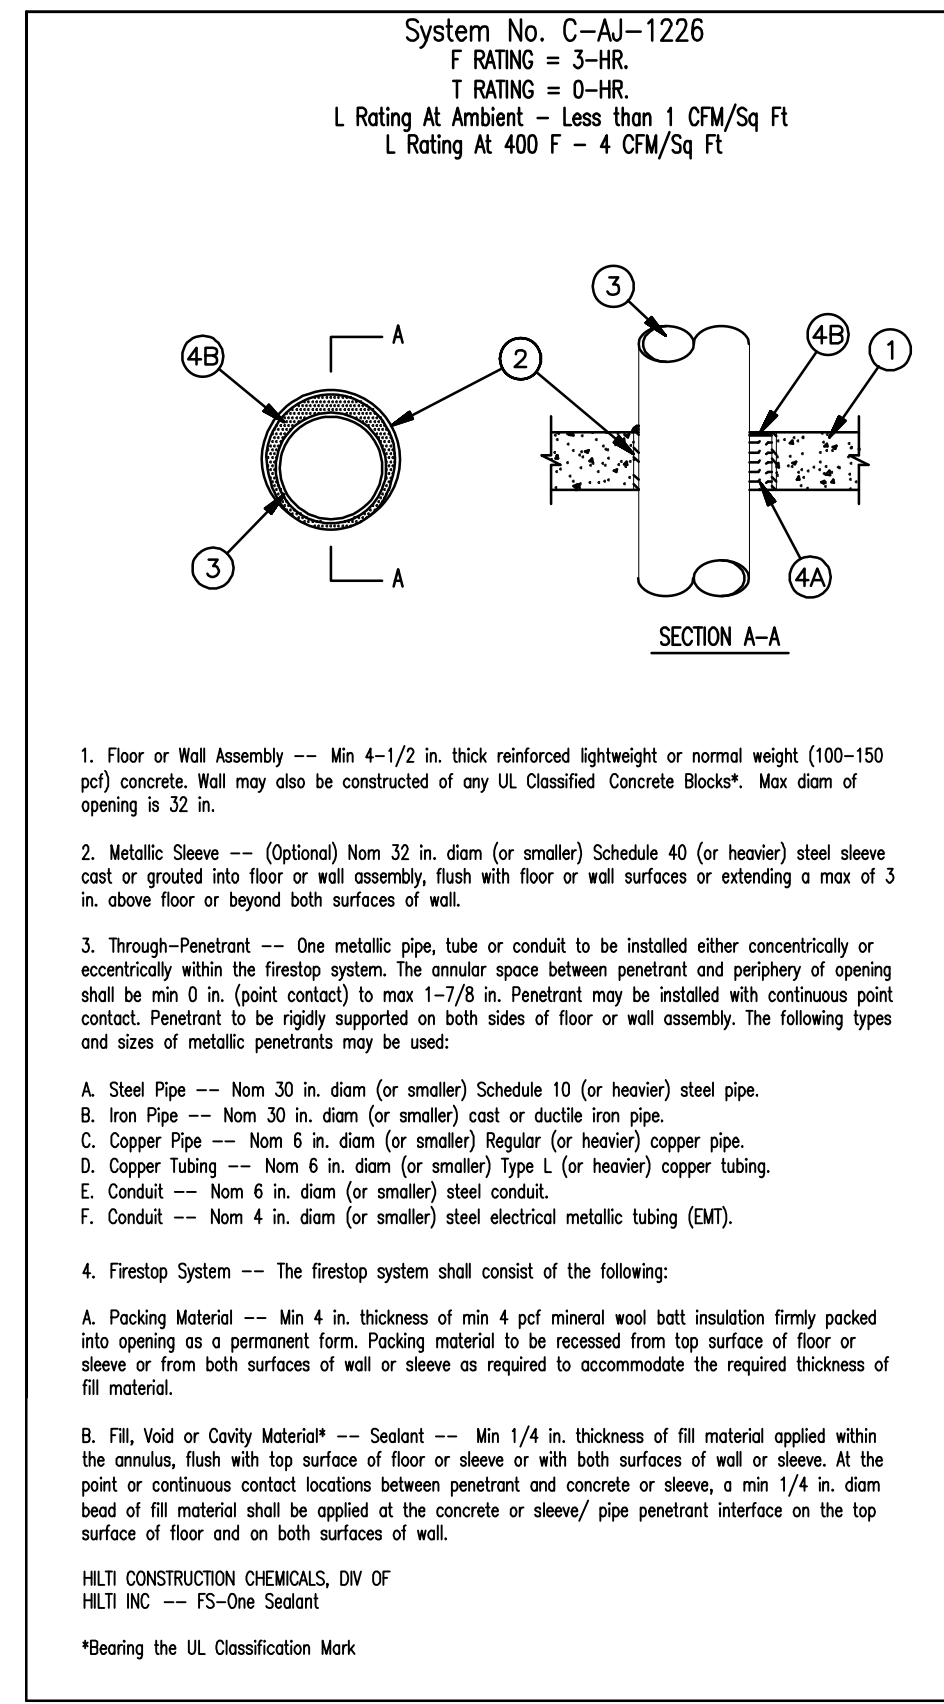 System No. C-AJ-1226
F RATING = 3-HR.
T RATING = 0-HR.
L Rating At Ambient - Less than 1 CFM/Sq Ft
L Rating At 400 F - 4 CFM/Sq Ft
3
4B
A
2
4B
1
3
A
4A
SECTION A-A
1. Floor or Wall Assembly -- Min 4-1/2 in. thick reinforced lightweight or normal weight (100-150
pcf) concrete. Wall may also be constructed of any UL Classified Concrete Blocks*. Max diam of
opening is 32 in.
2. Metallic Sleeve -- (Optional) Nom 32 in. diam (or smaller) Schedule 40 (or heavier) steel sleeve
cast or grouted into floor or wall assembly, flush with floor or wall surfaces or extending a max of 3
in. above floor or beyond both surfaces of wall.
3. Through-Penetrant -- One metallic pipe, tube or conduit to be installed either concentrically or
eccentrically within the firestop system. The annular space between penetrant and periphery of opening
shall be min 0 in. (point contact) to max 1-7/8 in. Penetrant may be installed with continuous point
contact. Penetrant to be rigidly supported on both sides of floor or wall assembly. The following types
and sizes of metallic penetrants may be used:
A. Steel Pipe -- Nom 30 in. diam (or smaller) Schedule 10 (or heavier) steel pipe.
B. Iron Pipe -- Nom 30 in. diam (or smaller) cast or ductile iron pipe.
C. Copper Pipe -- Nom 6 in. diam (or smaller) Regular (or heavier) copper pipe.
D. Copper Tubing -- Nom 6 in. diam (or smaller) Type L (or heavier) copper tubing.
E. Conduit -- Nom 6 in. diam (or smaller) steel conduit.
F. Conduit -- Nom 4 in. diam (or smaller) steel electrical metallic tubing (EMT).
4. Firestop System -- The firestop system shall consist of the following:
A. Packing Material -- Min 4 in. thickness of min 4 pcf mineral wool batt insulation firmly packed
into opening as a permanent form. Packing material to be recessed from top surface of floor or
sleeve or from both surfaces of wall or sleeve as required to accommodate the required thickness of
fill material.
B. Fill, Void or Cavity Material* -- Sealant -- Min 1/4 in. thickness of fill material applied within
the annulus, flush with top surface of floor or sleeve or with both surfaces of wall or sleeve. At the
point or continuous contact locations between penetrant and concrete or sleeve, a min 1/4 in. diam
bead of fill material shall be applied at the concrete or sleeve/ pipe penetrant interface on the top
surface of floor and on both surfaces of wall.
HILTI CONSTRUCTION CHEMICALS, DIV OF
HILTI INC -- FS-One Sealant
*Bearing the UL Classification Mark